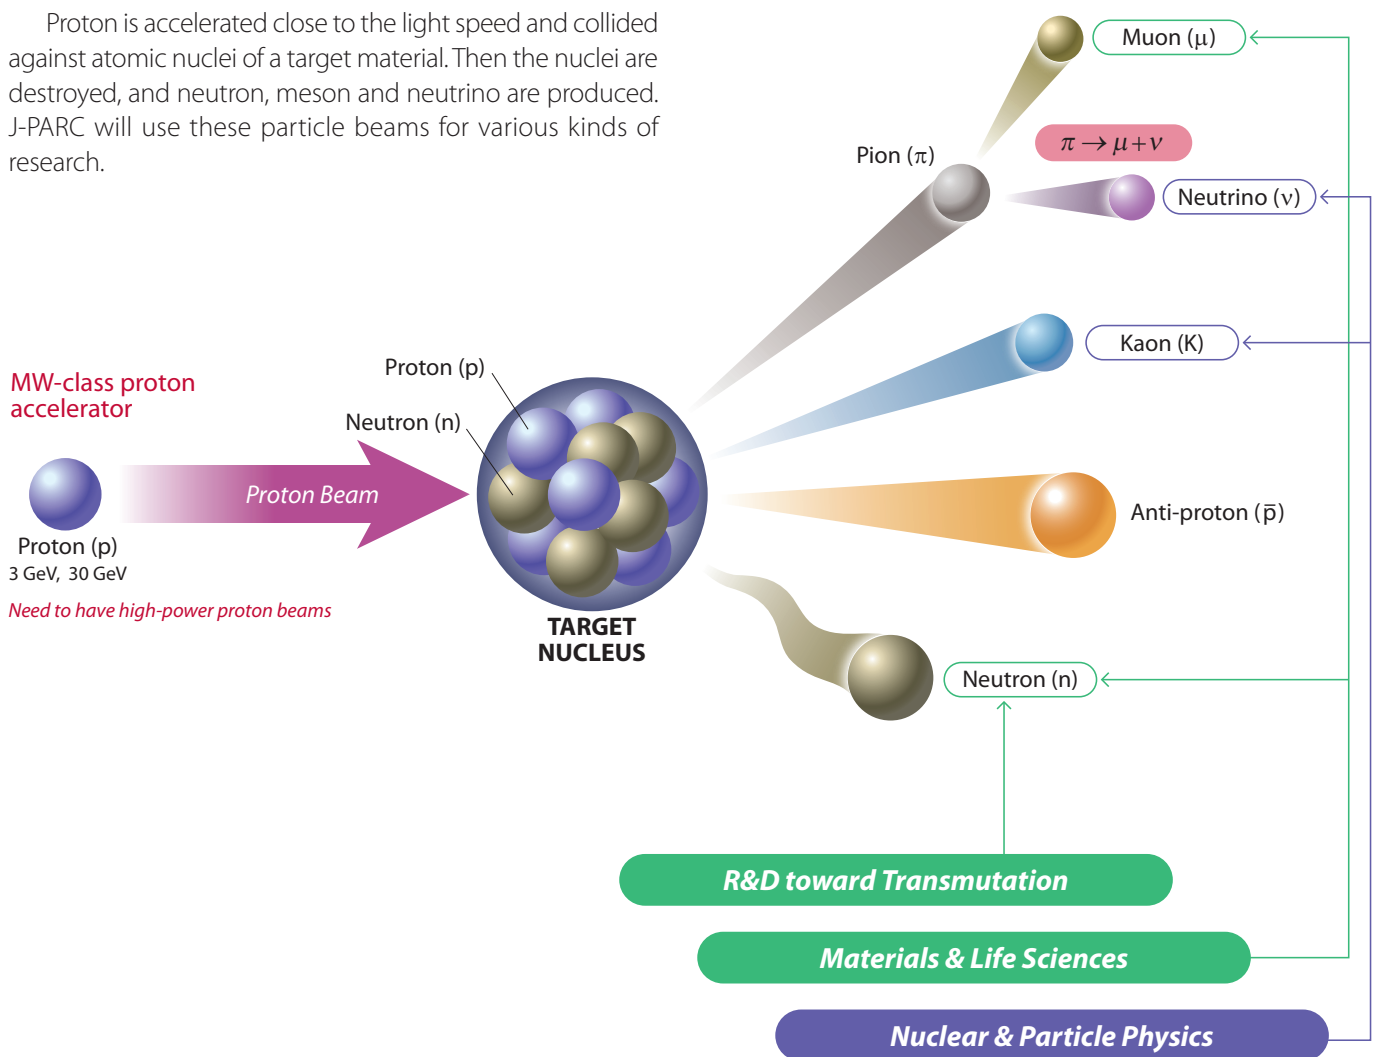 Proton is accelerated close to the light speed and collided
against atomic nuclei of a target material. Then the nuclei are
destroyed, and neutron, meson and neutrino are produced.
J-PARC will use these particle beams for various kinds of
research.
Muon (μ)
π → μ + ν
Pion (π)
Neutrino (ν)
Kaon (K)
MW-class proton
accelerator
Proton (p)
Neutron (n)
Proton Beam
Anti-proton (p̄)
Proton (p)
3 GeV, 30 GeV
Need to have high-power proton beams
TARGET
NUCLEUS
Neutron (n)
R&D toward Transmutation
Materials & Life Sciences
Nuclear & Particle Physics